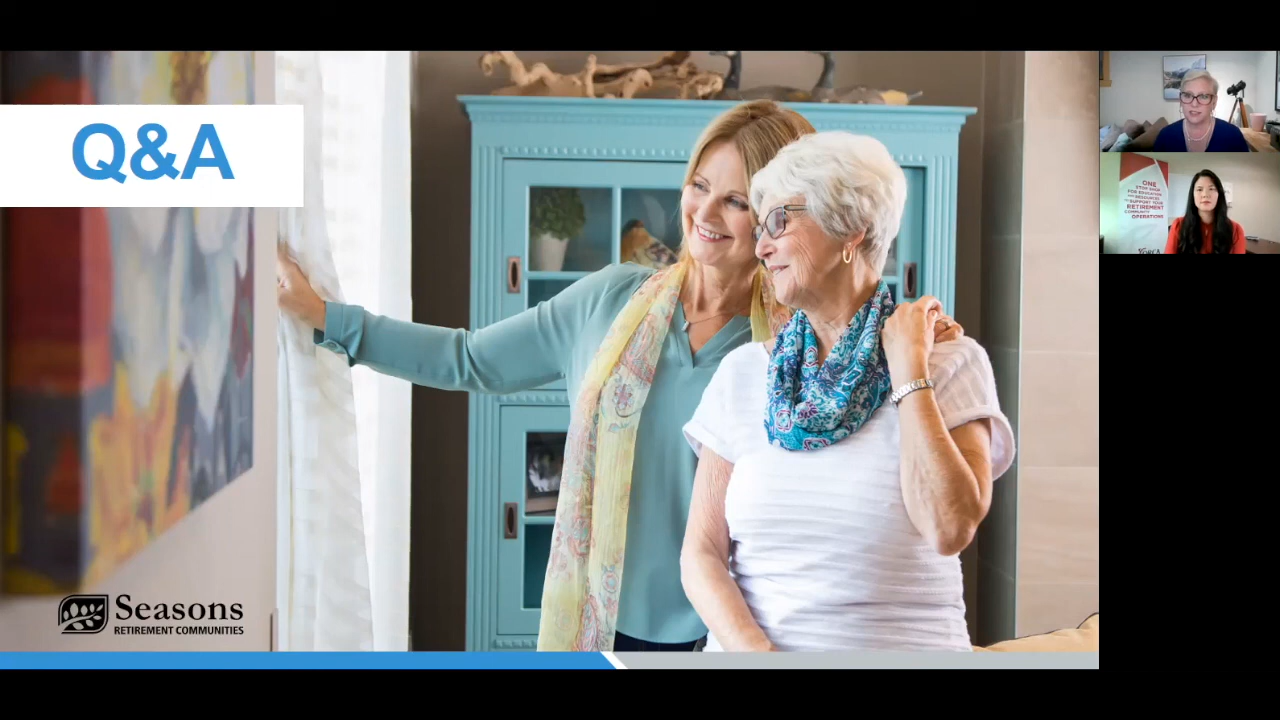 Q&A
Seasons
RETIREMENT COMMUNITIES
ONE
STOP SHOP
FOR EDUCATION
AND RESOURCES
TO SUPPORT YOUR
RETIREMENT
COMMUNITY
OPERATIONS